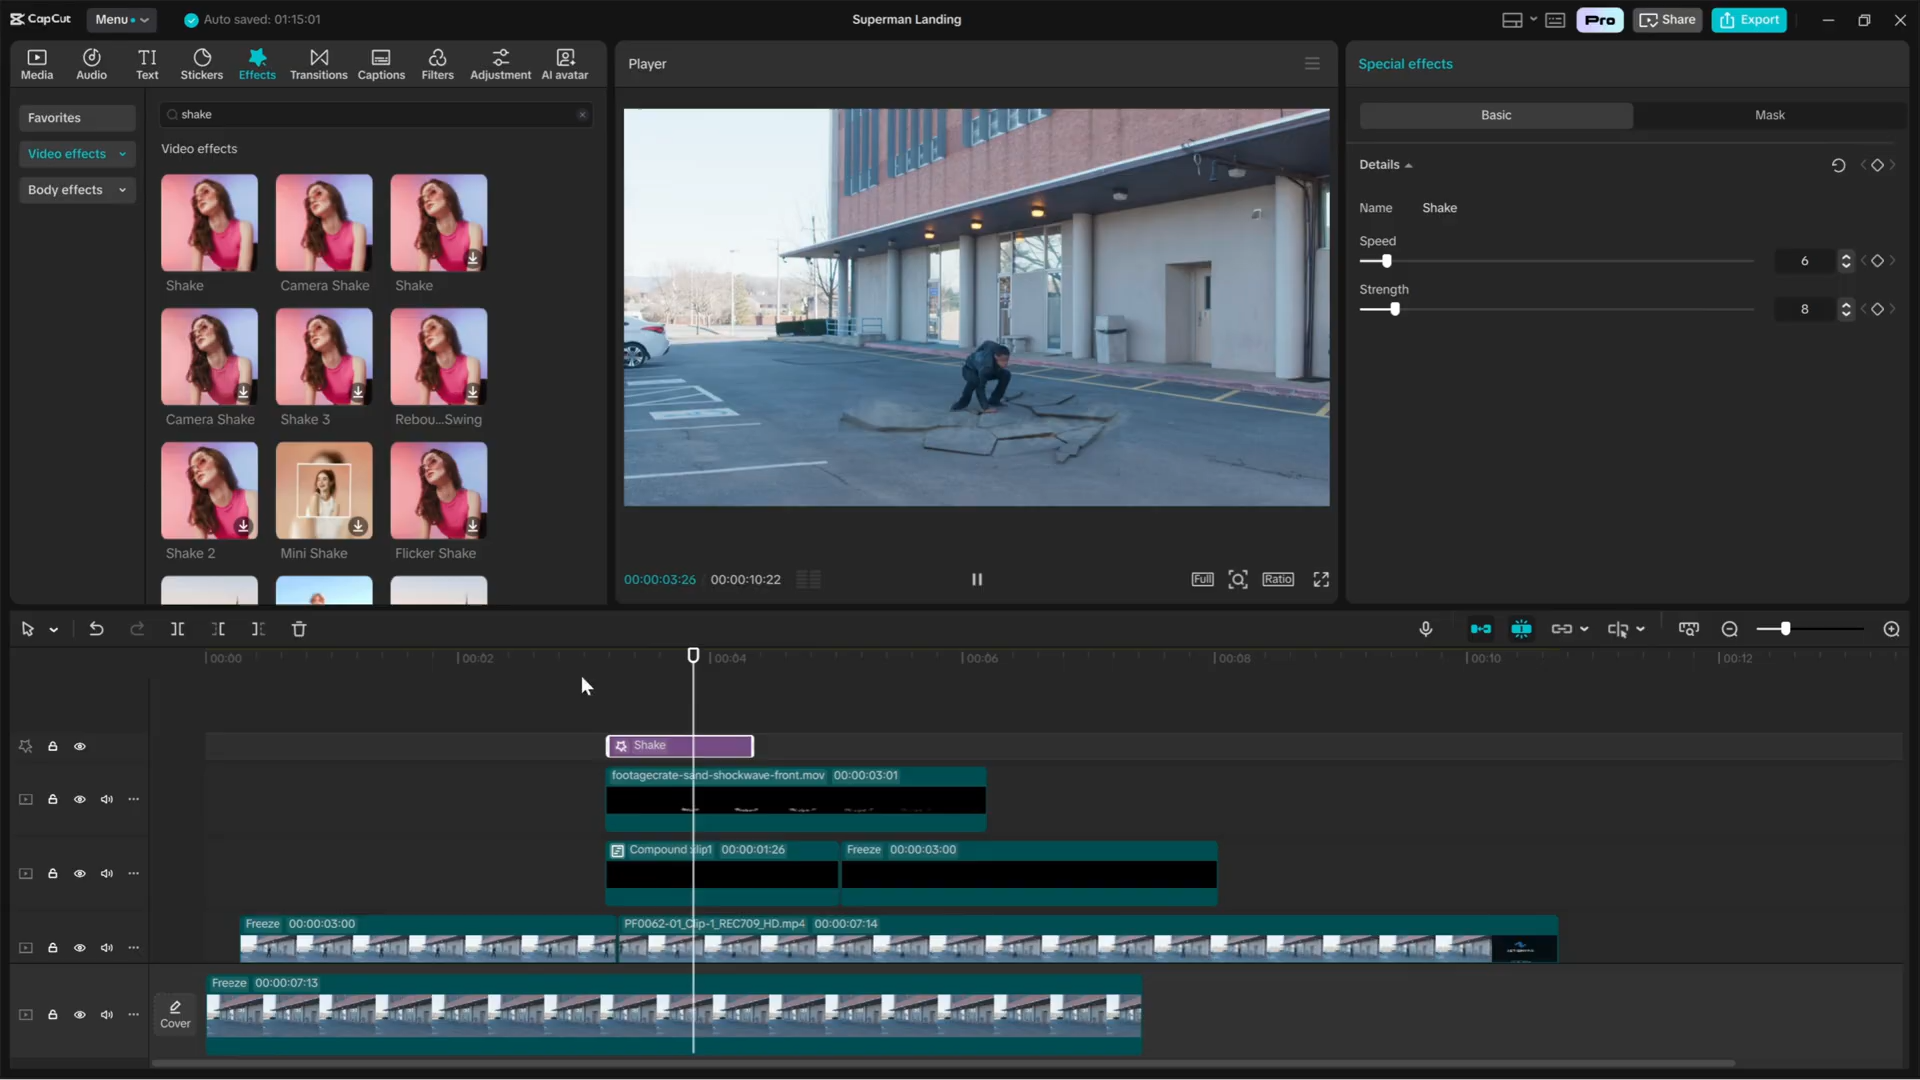 CapCut
Menu
Auto saved: 01:15:01
Superman Landing
Pro
Share
Export
Media
Audio
TI
Text
Stickers
Effects
Transitions
Captions
Filters
Adjustment
AI avatar
Favorites
Video effects
Body effects
shake
Video effects
Shake
Camera Shake
Shake
Camera Shake
Shake 3
Rebou...Swing
Shake 2
Mini Shake
Flicker Shake
Player
00:00:03:26
00:00:10:22
Full
Ratio
Special effects
Basic
Mask
Details
Name
Shake
Speed
6
Strength
8
00:00
00:02
00:04
00:06
00:08
00:10
00:12
Shake
footagecrate-sand-shockwave-front.mov 00:00:03:01
Compound clip1 00:00:01:26
Freeze 00:00:03:00
Freeze 00:00:03:00
PF0062-01_Clip-1_REC709_HD.mp4 00:00:07:14
Freeze 00:00:07:13
Cover